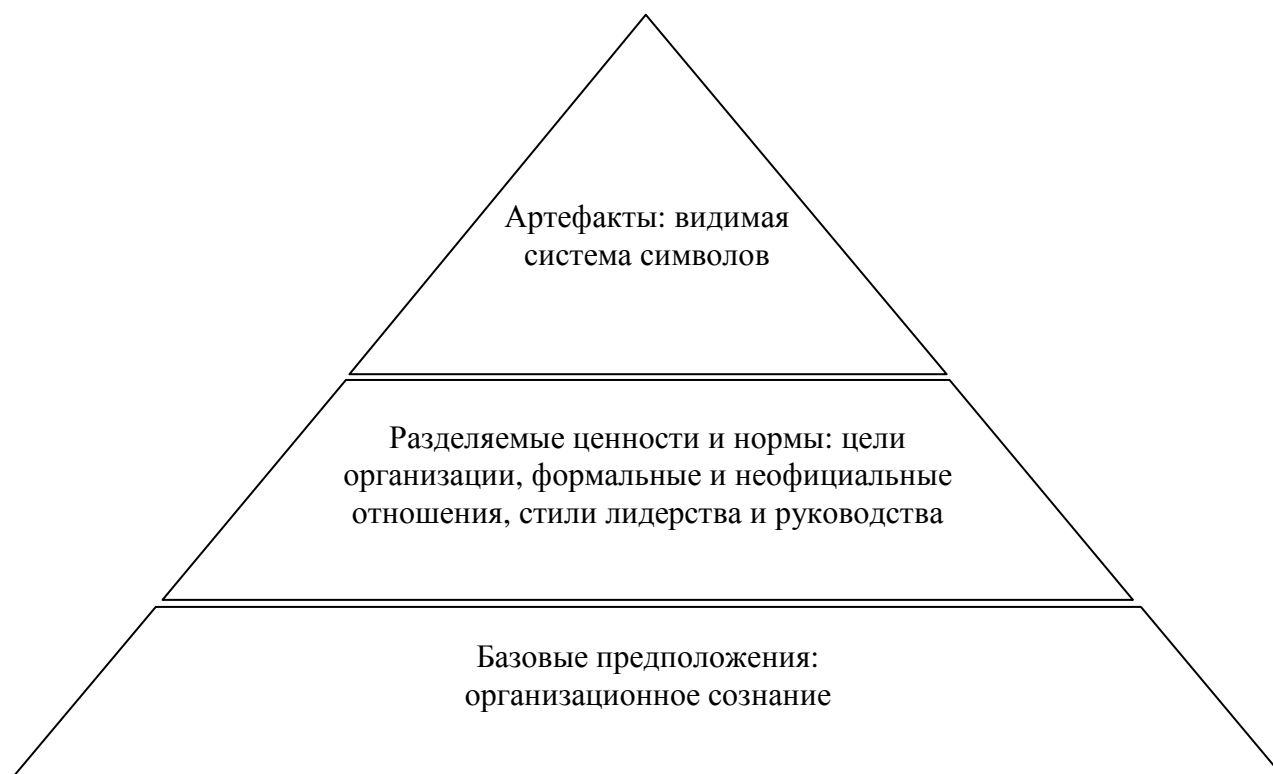 Артефакты: видимая
система символов
Разделяемые ценности и нормы: цели
организации, формальные и неофициальные
отношения, стили лидерства и руководства
Базовые предположения:
организационное сознание